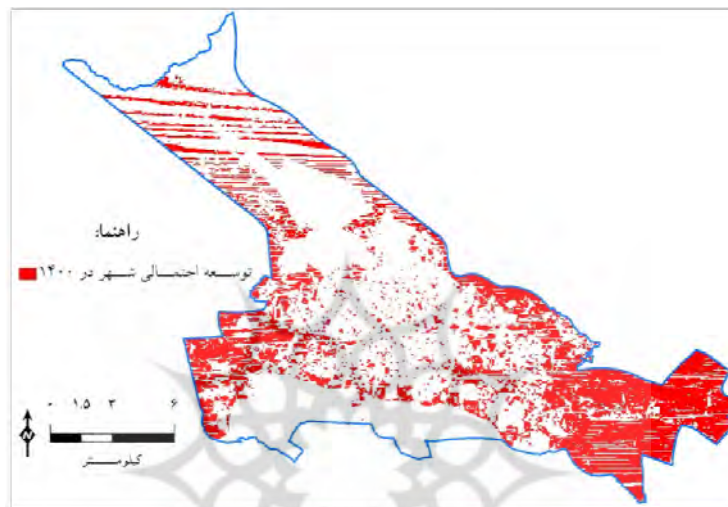 راهنما:
توسعه احتمالی شهر در ۱۴۰۰
۰ ۱.۵ ۳ ۶
کیلومتر
N